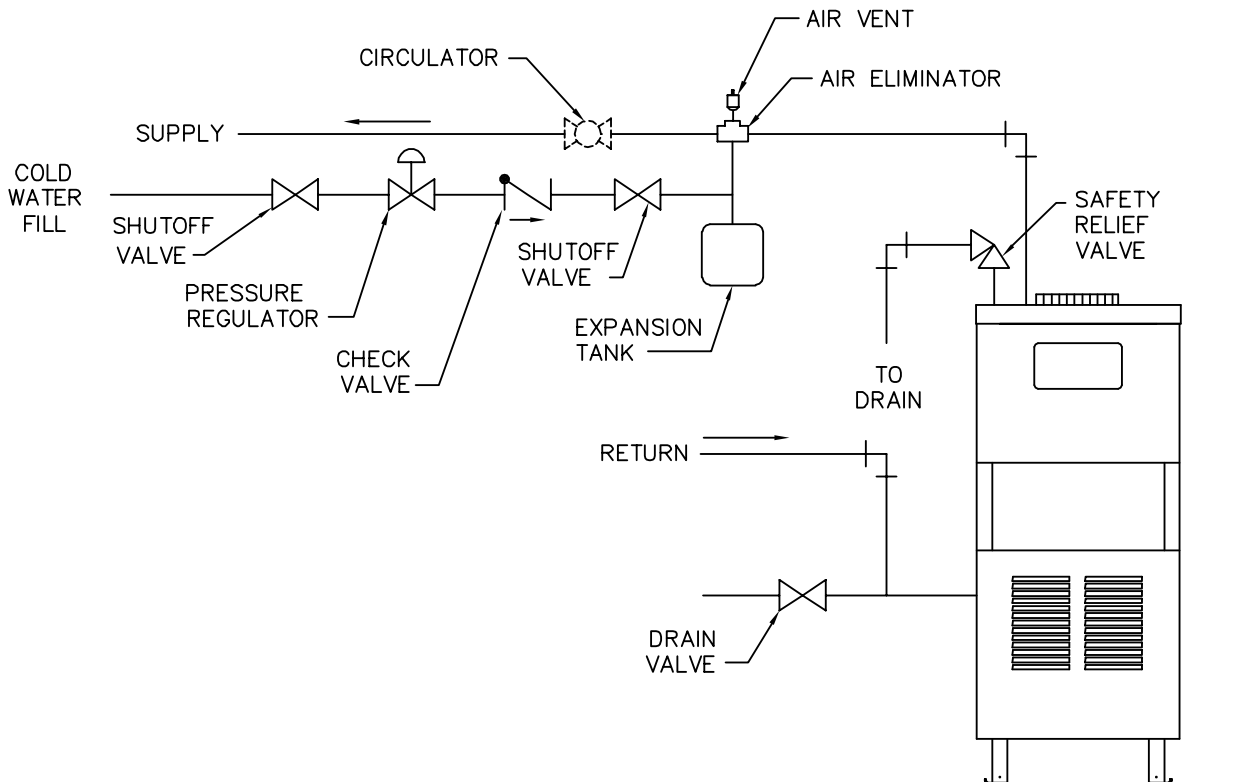 AIR VENT
CIRCULATOR
AIR ELIMINATOR
SUPPLY
COLD
WATER
FILL
SHUTOFF
VALVE
SAFETY
RELIEF
VALVE
SHUTOFF
VALVE
PRESSURE
REGULATOR
EXPANSION
TANK
CHECK
VALVE
TO
DRAIN
RETURN
DRAIN
VALVE